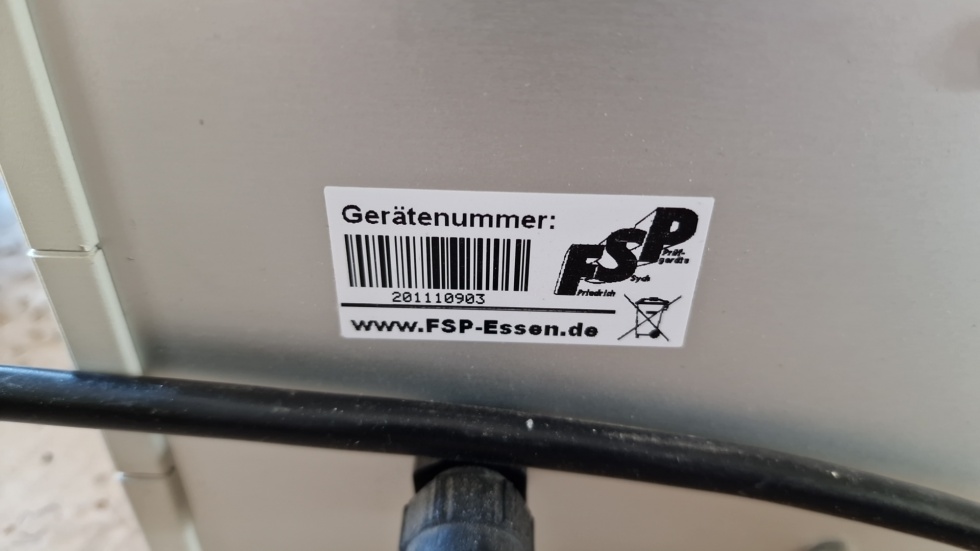 Gerätenummer:
FSP
Prüf-
geräte
Sych
Friedrich
201110903
www.FSP-Essen.de